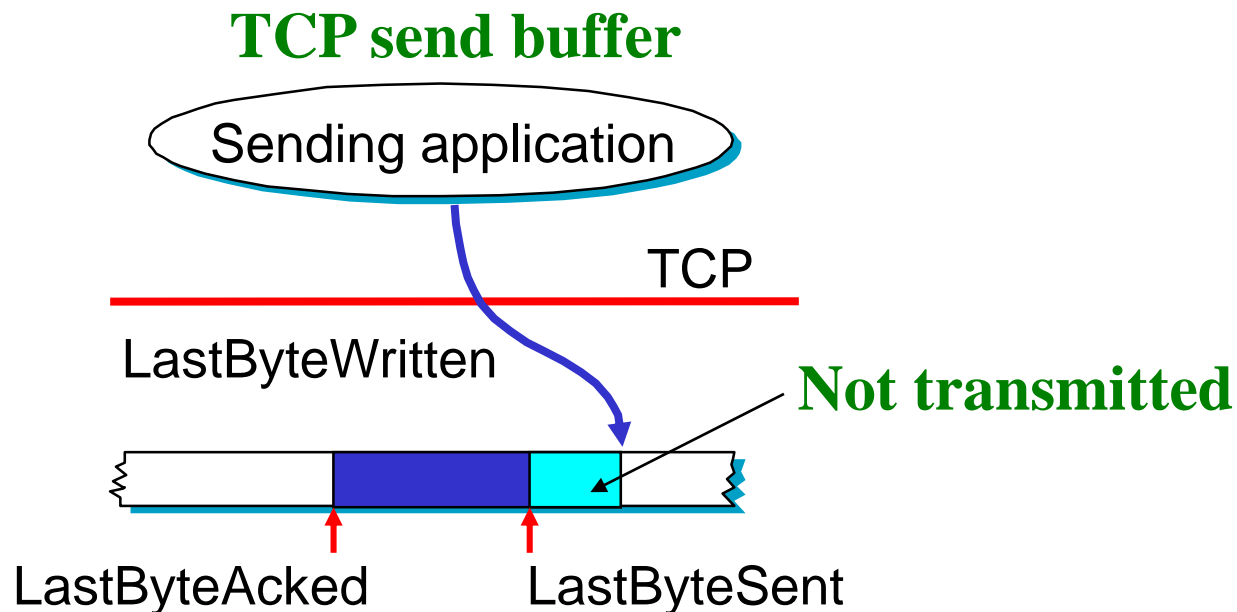 TCP send buffer
Sending application
TCP
LastByteWritten
Not transmitted
LastByteAcked
LastByteSent